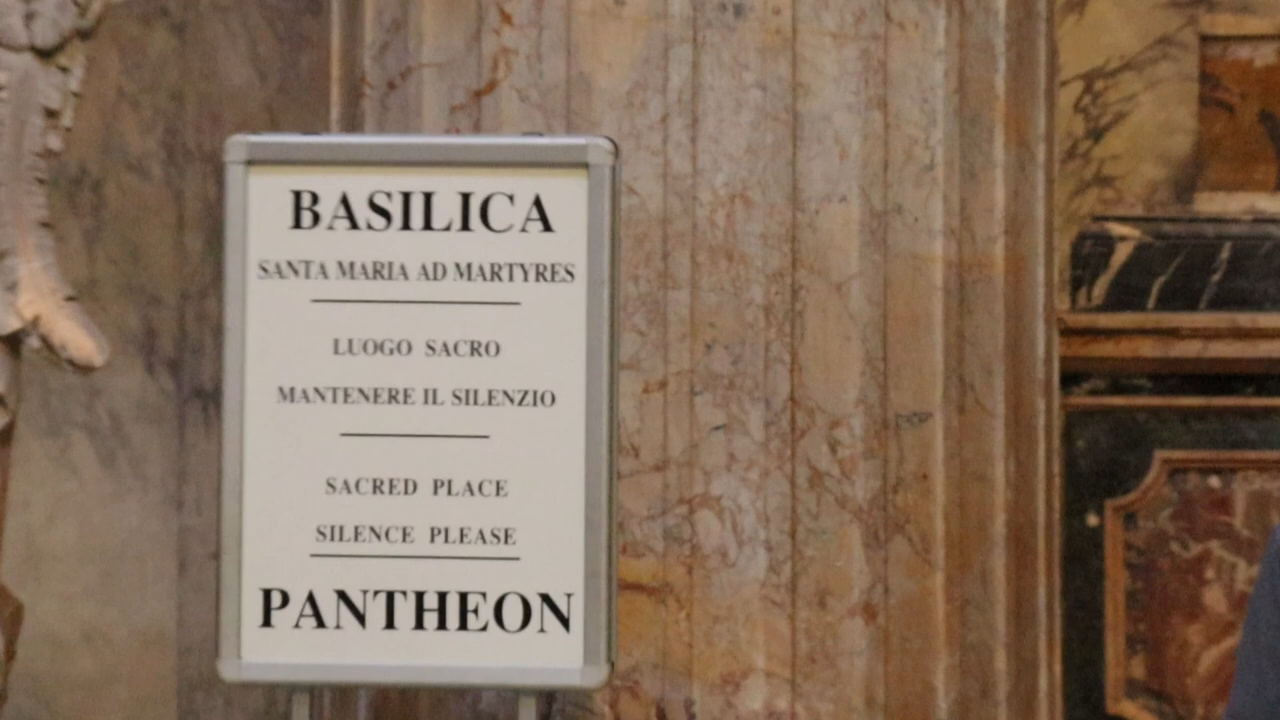 BASILICA
SANTA MARIA AD MARTYRES
LUOGO SACRO
MANTENERE IL SILENZIO
SACRED PLACE
SILENCE PLEASE
PANTHEON